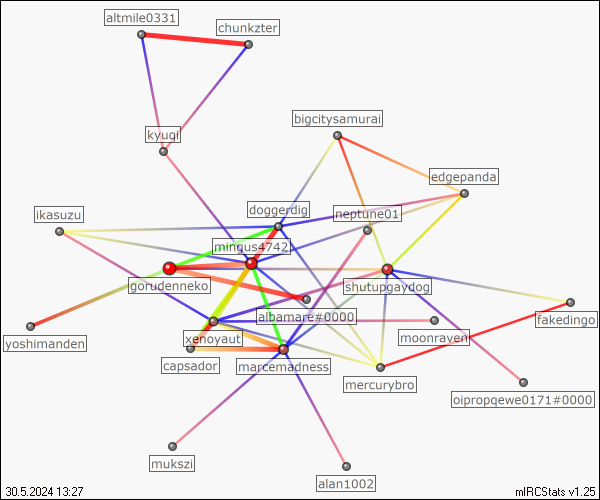 altmile0331
chunkzter
bigcitysamurai
kyuqi
edgepanda
doggerdig
neptune01
ikasuzu
mingus4742
gorudenneko
shutupgaydog
albamare#0000
fakedingo
yoshimanden
xenoyaut
moonraven
capsador
marcemadness
mercurybro
oipropqewe0171#0000
mukszi
alan1002
30.5.2024 13:27
mIRCStats v1.25